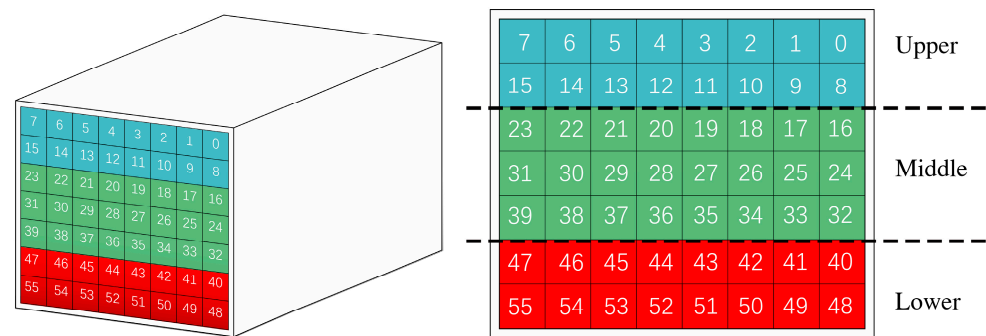 7 6 5 4 3 2 1 0
15 14 13 12 11 10 9 8
23 22 21 20 19 18 17 16
31 30 29 28 27 26 25 24
39 38 37 36 35 34 33 32
47 46 45 44 43 42 41 40
55 54 53 52 51 50 49 48
7 6 5 4 3 2 1 0
15 14 13 12 11 10 9 8
Upper
23 22 21 20 19 18 17 16
31 30 29 28 27 26 25 24
39 38 37 36 35 34 33 32
Middle
47 46 45 44 43 42 41 40
55 54 53 52 51 50 49 48
Lower